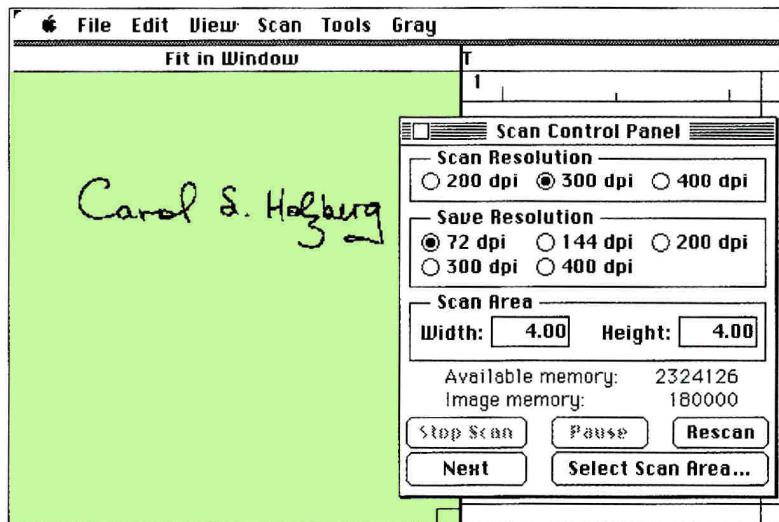 File Edit View Scan Tools Gray
Fit in Window
T
1
Carol S. Holzberg
Scan Control Panel
Scan Resolution
200 dpi 300 dpi 400 dpi
Save Resolution
72 dpi 144 dpi 200 dpi
300 dpi 400 dpi
Scan Area
Width: 4.00 Height: 4.00
Available memory: 2324126
Image memory: 180000
Stop Scan Pause Rescan
Next Select Scan Area...